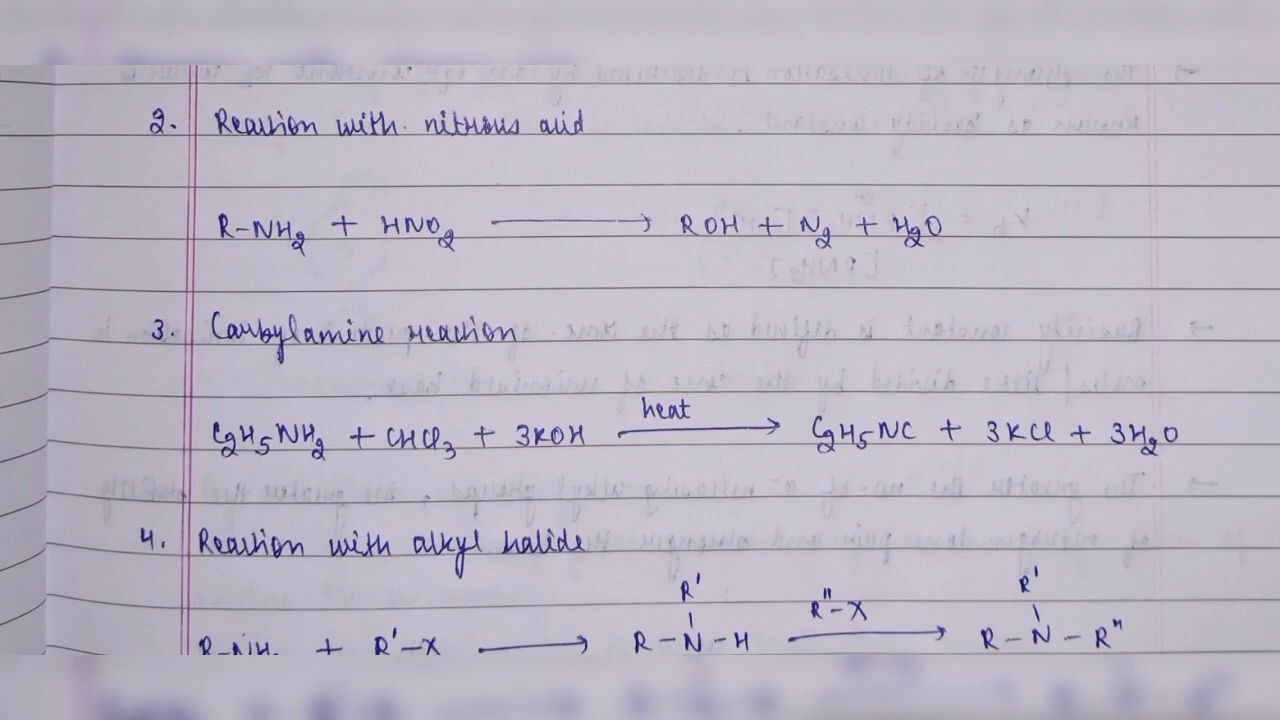 2. Reaction with nitrous acid
R-NH₂ + HNO₂ ⟶ ROH + N₂ + H₂O
3. Carbylamine reaction
heat
C₂H₅NH₂ + CHCl₃ + 3KOH ⟶ C₂H₅NC + 3KCl + 3H₂O
4. Reaction with alkyl halide
R' R''-X R'
R-NH₂ + R'-X ⟶ R-N-H ⟶ R-N-R''